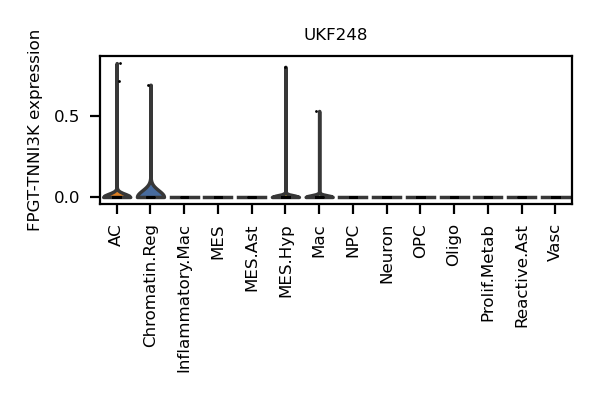 UKF248
FPGT-TNNI3K expression
0.5
0.0
AC
Chromatin.Reg
Inflammatory.Mac
MES
MES.Ast
MES.Hyp
Mac
NPC
Neuron
OPC
Oligo
Prolif.Metab
Reactive.Ast
Vasc